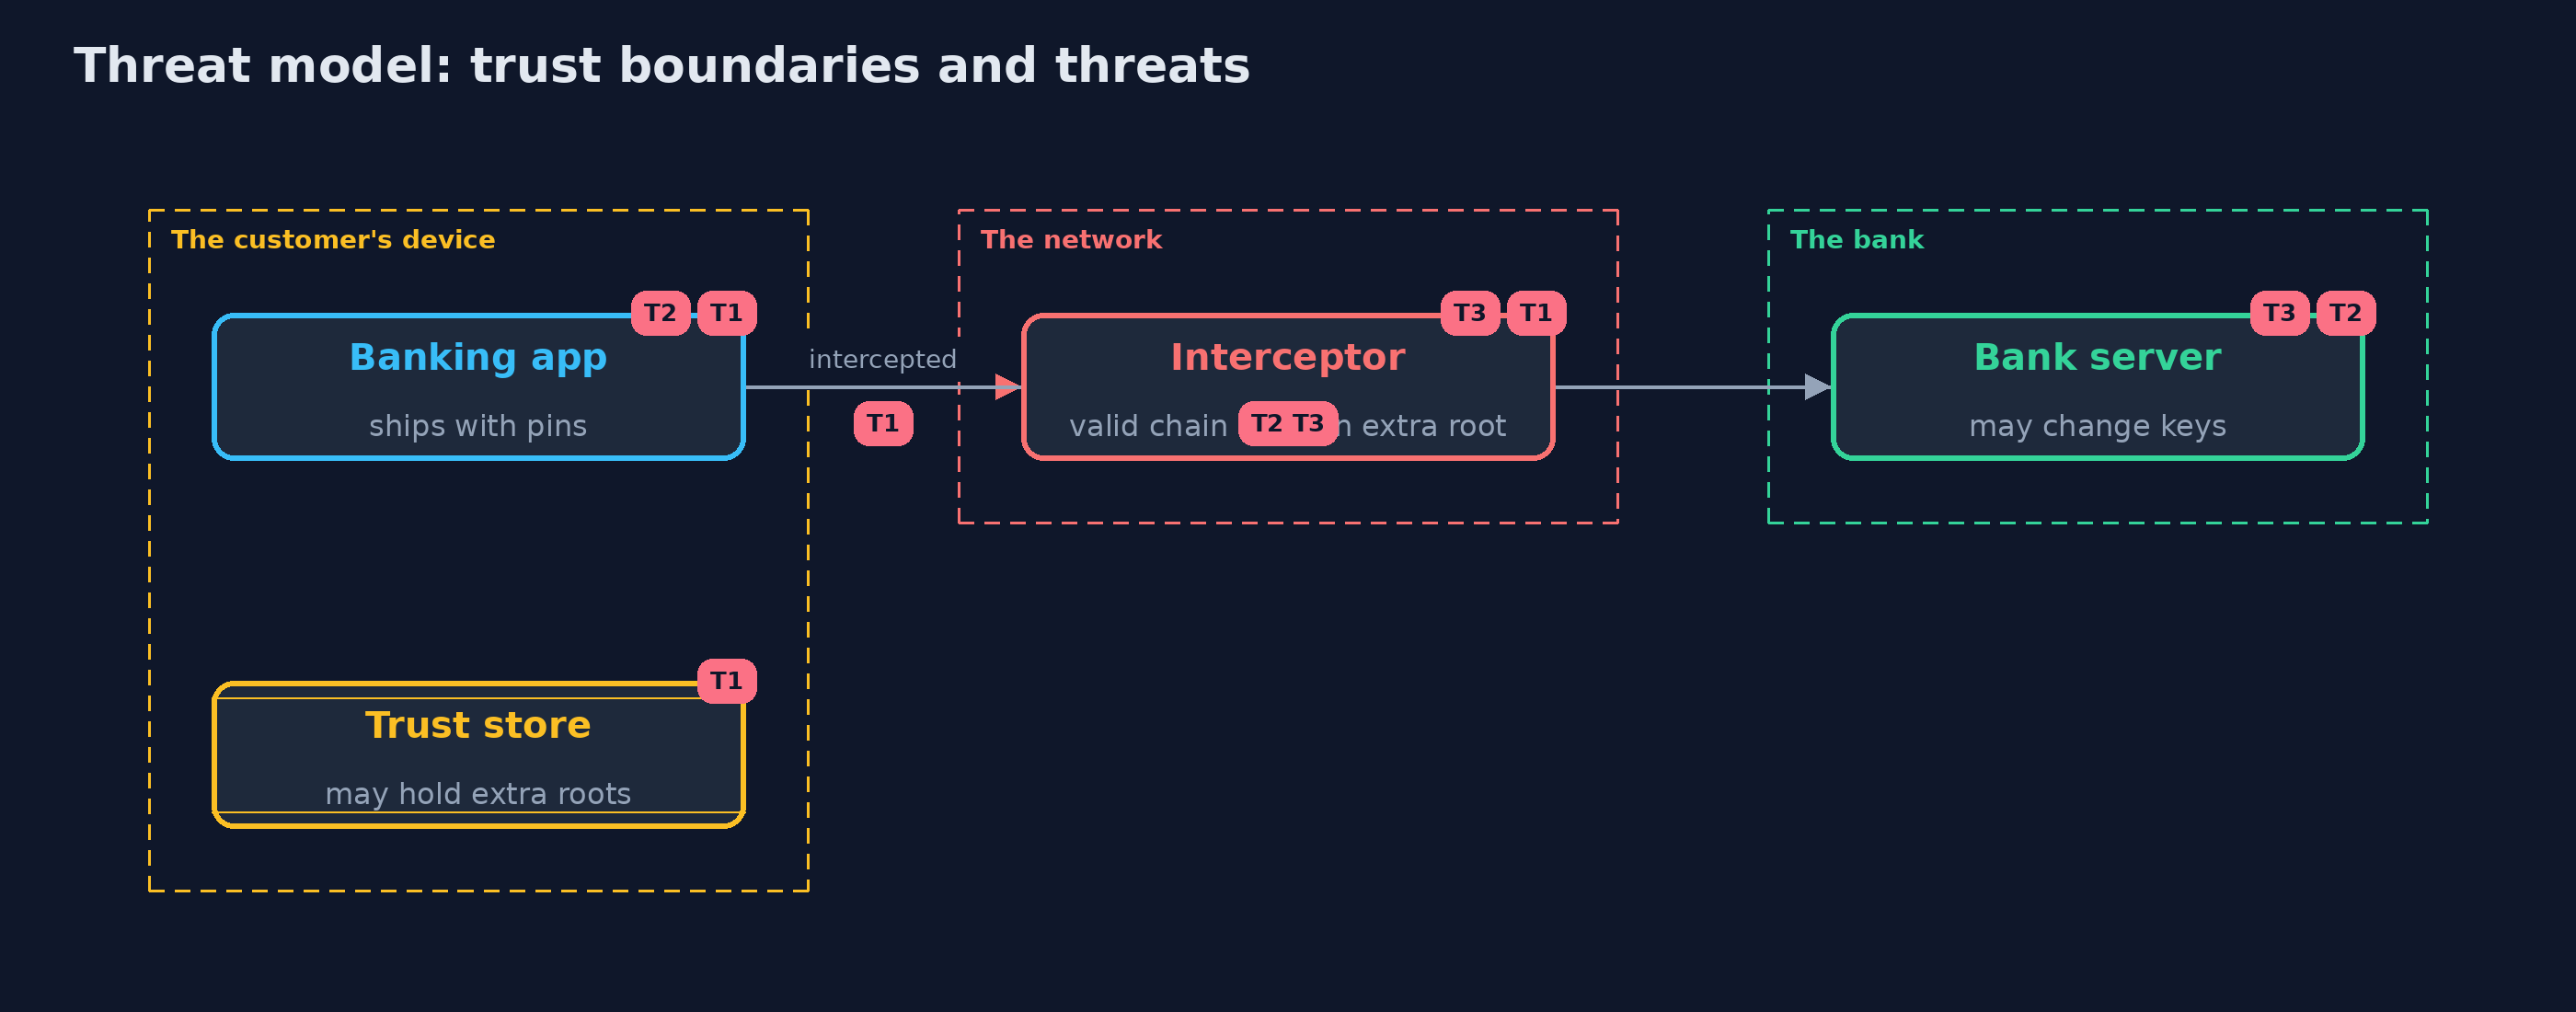 Threat model: trust boundaries and threats
The customer's device
The network
The bank
T2 T1
T3 T1
T3 T2
Banking app
intercepted
Interceptor
Bank server
ships with pins
T1
valid chain
T2 T3
extra root
may change keys
T1
Trust store
may hold extra roots